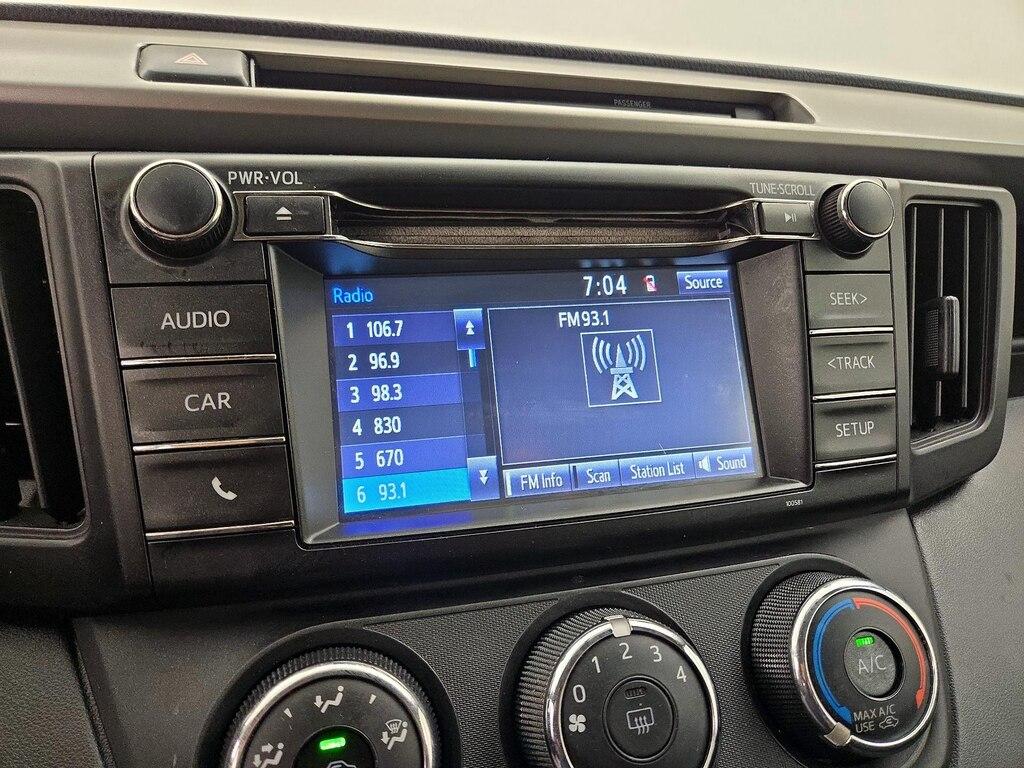 PASSENGER
PWR·VOL
TUNE·SCROLL
AUDIO
CAR
SEEK>
<TRACK
SETUP
Radio
7:04
Source
1 106.7
2 96.9
3 98.3
4 830
5 670
6 93.1
FM 93.1
FM Info
Scan
Station List
Sound
100581
0 1 2 3 4
A/C
MAX A/C
USE